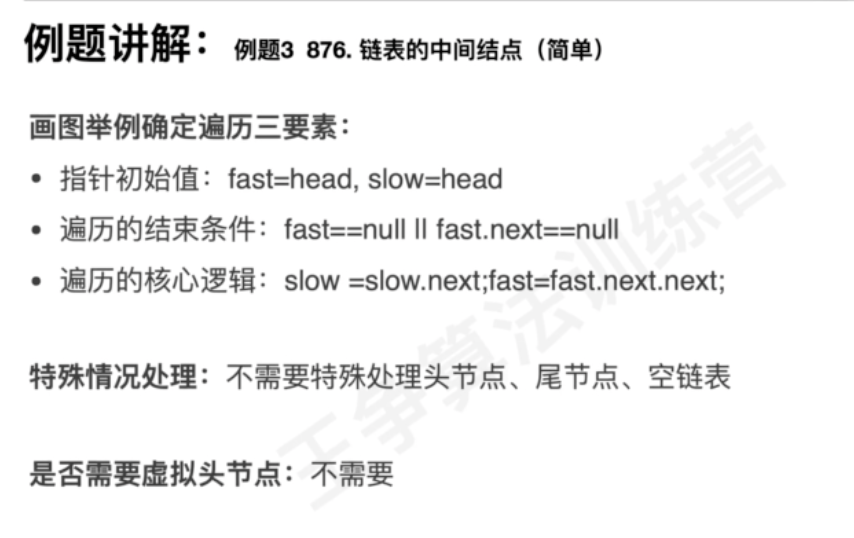 例题讲解： 例题3 876. 链表的中间结点（简单）
画图举例确定遍历三要素：
• 指针初始值：fast=head, slow=head
• 遍历的结束条件：fast==null || fast.next==null
• 遍历的核心逻辑：slow =slow.next;fast=fast.next.next;
特殊情况处理：不需要特殊处理头节点、尾节点、空链表
是否需要虚拟头节点：不需要
王争算法训练营